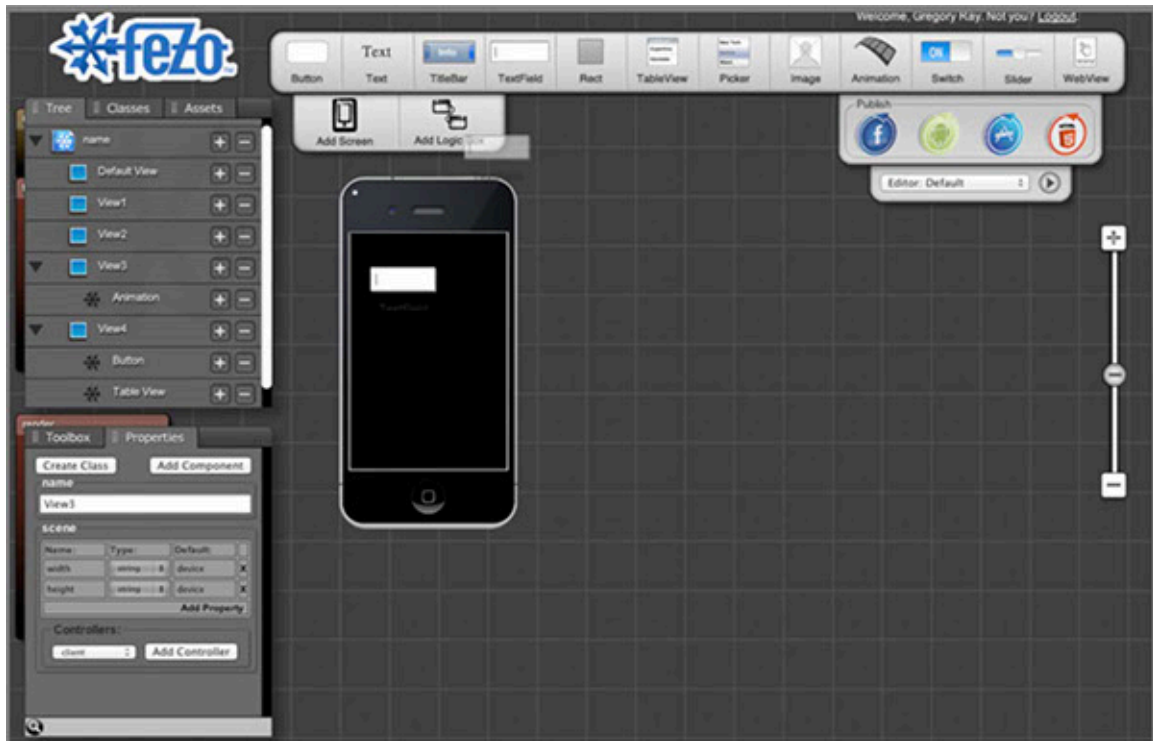 Welcome, Gregory Ray. Not you? Logout.
fezo
Button
Text
Text
Info
TitleBar
TextField
Rect
TableView
Picker
Image
Animation
ON
Switch
Slider
WebView
Add Screen
Add Logic
Publish
Editor: Default
Tree
Classes
Assets
name
Default View
View1
View2
View3
Animation
View4
Button
Table View
render
Toolbox
Properties
Create Class
Add Component
name
View3
scene
Name: Type: Default:
width string device X
height string device X
Add Property
Controllers:
client
Add Controller